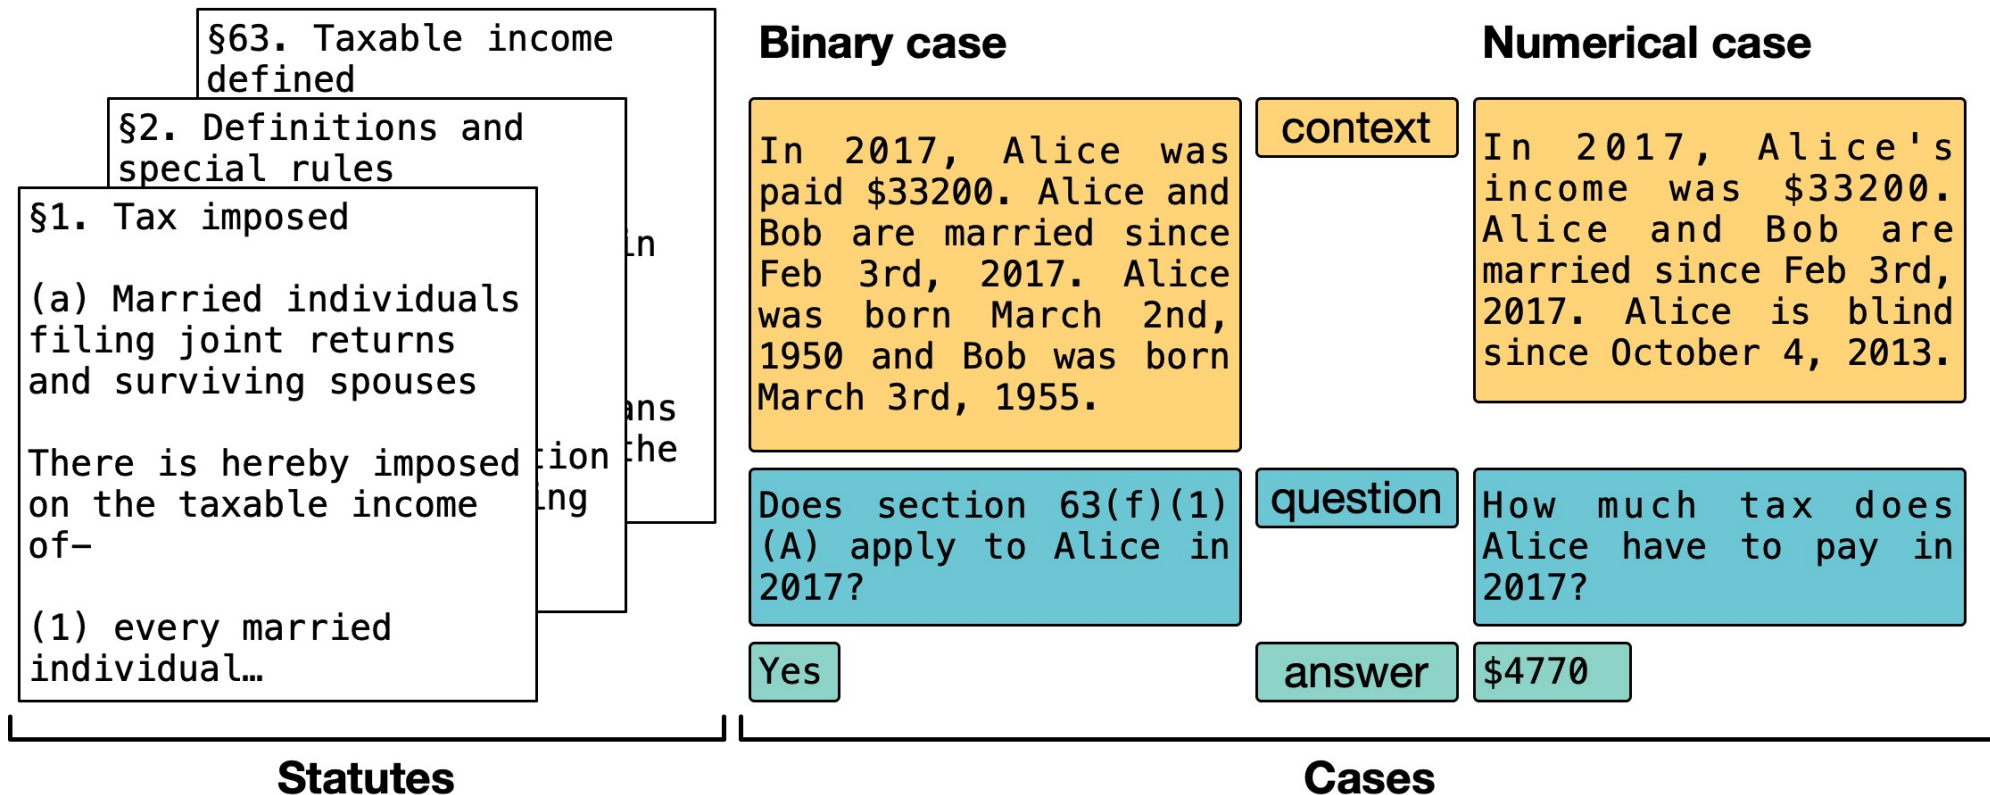 §63. Taxable income
defined
§2. Definitions and
special rules
§1. Tax imposed
(a) Married individuals
filing joint returns
and surviving spouses
There is hereby imposed
on the taxable income
of–
(1) every married
individual…
Statutes
Binary case
In 2017, Alice was
paid $33200. Alice and
Bob are married since
Feb 3rd, 2017. Alice
was born March 2nd,
1950 and Bob was born
March 3rd, 1955.
Does section 63(f)(1)
(A) apply to Alice in
2017?
Yes
context
question
answer
Numerical case
In 2017, Alice's
income was $33200.
Alice and Bob are
married since Feb 3rd,
2017. Alice is blind
since October 4, 2013.
How much tax does
Alice have to pay in
2017?
$4770
Cases